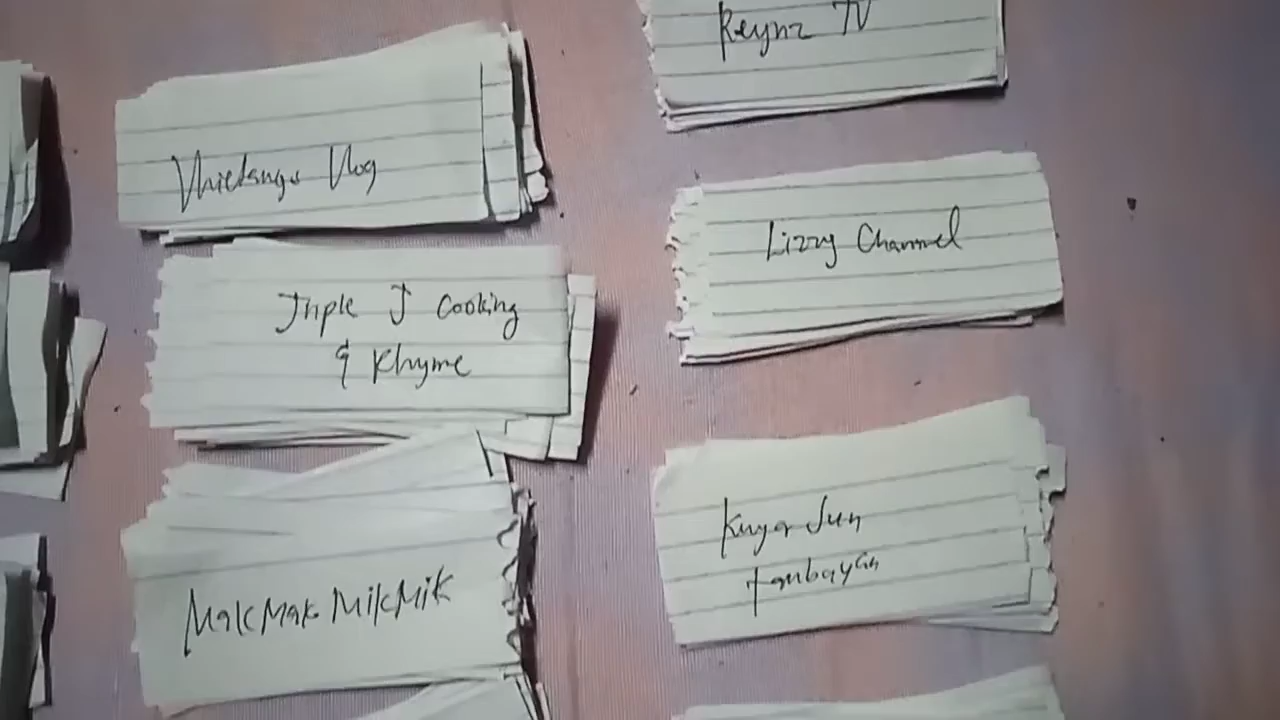 Reynz TV
Vlog
Lizzy Channel
Triple J Cooking
& Rhyme
Kuya Jun
tambayan
MakMak MikMik